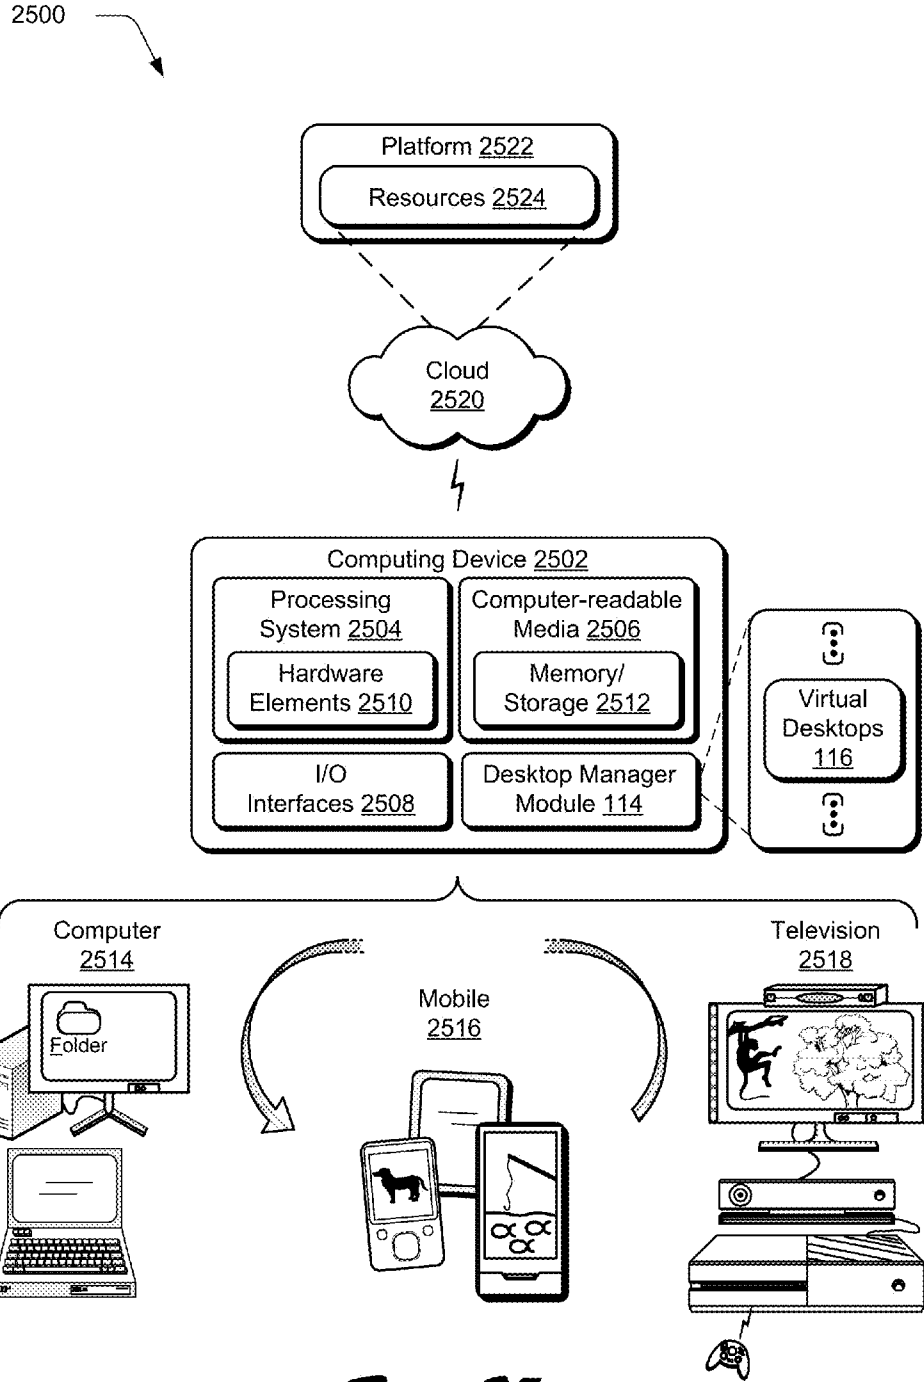 2500
Platform 2522
Resources 2524
Cloud
2520
Computing Device 2502
Processing
System 2504
Hardware
Elements 2510
Computer-readable
Media 2506
Memory/
Storage 2512
I/O
Interfaces 2508
Desktop Manager
Module 114
Virtual
Desktops
116
Computer
2514
Folder
Mobile
2516
Television
2518